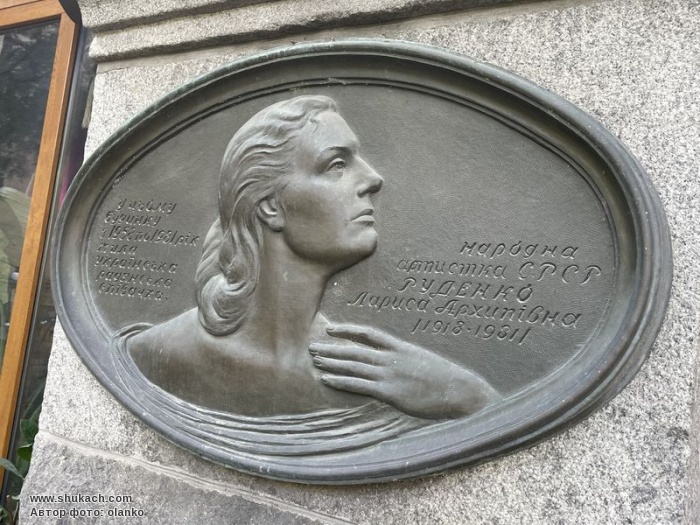 у цьому
будинку
по 1981 рік
жила
українська
радянська
співачка.
народна
артистка СРСР
РУДЕНКО
Лариса Архипівна
/1918-1981/
www.shukach.com
Автор фото: olanko